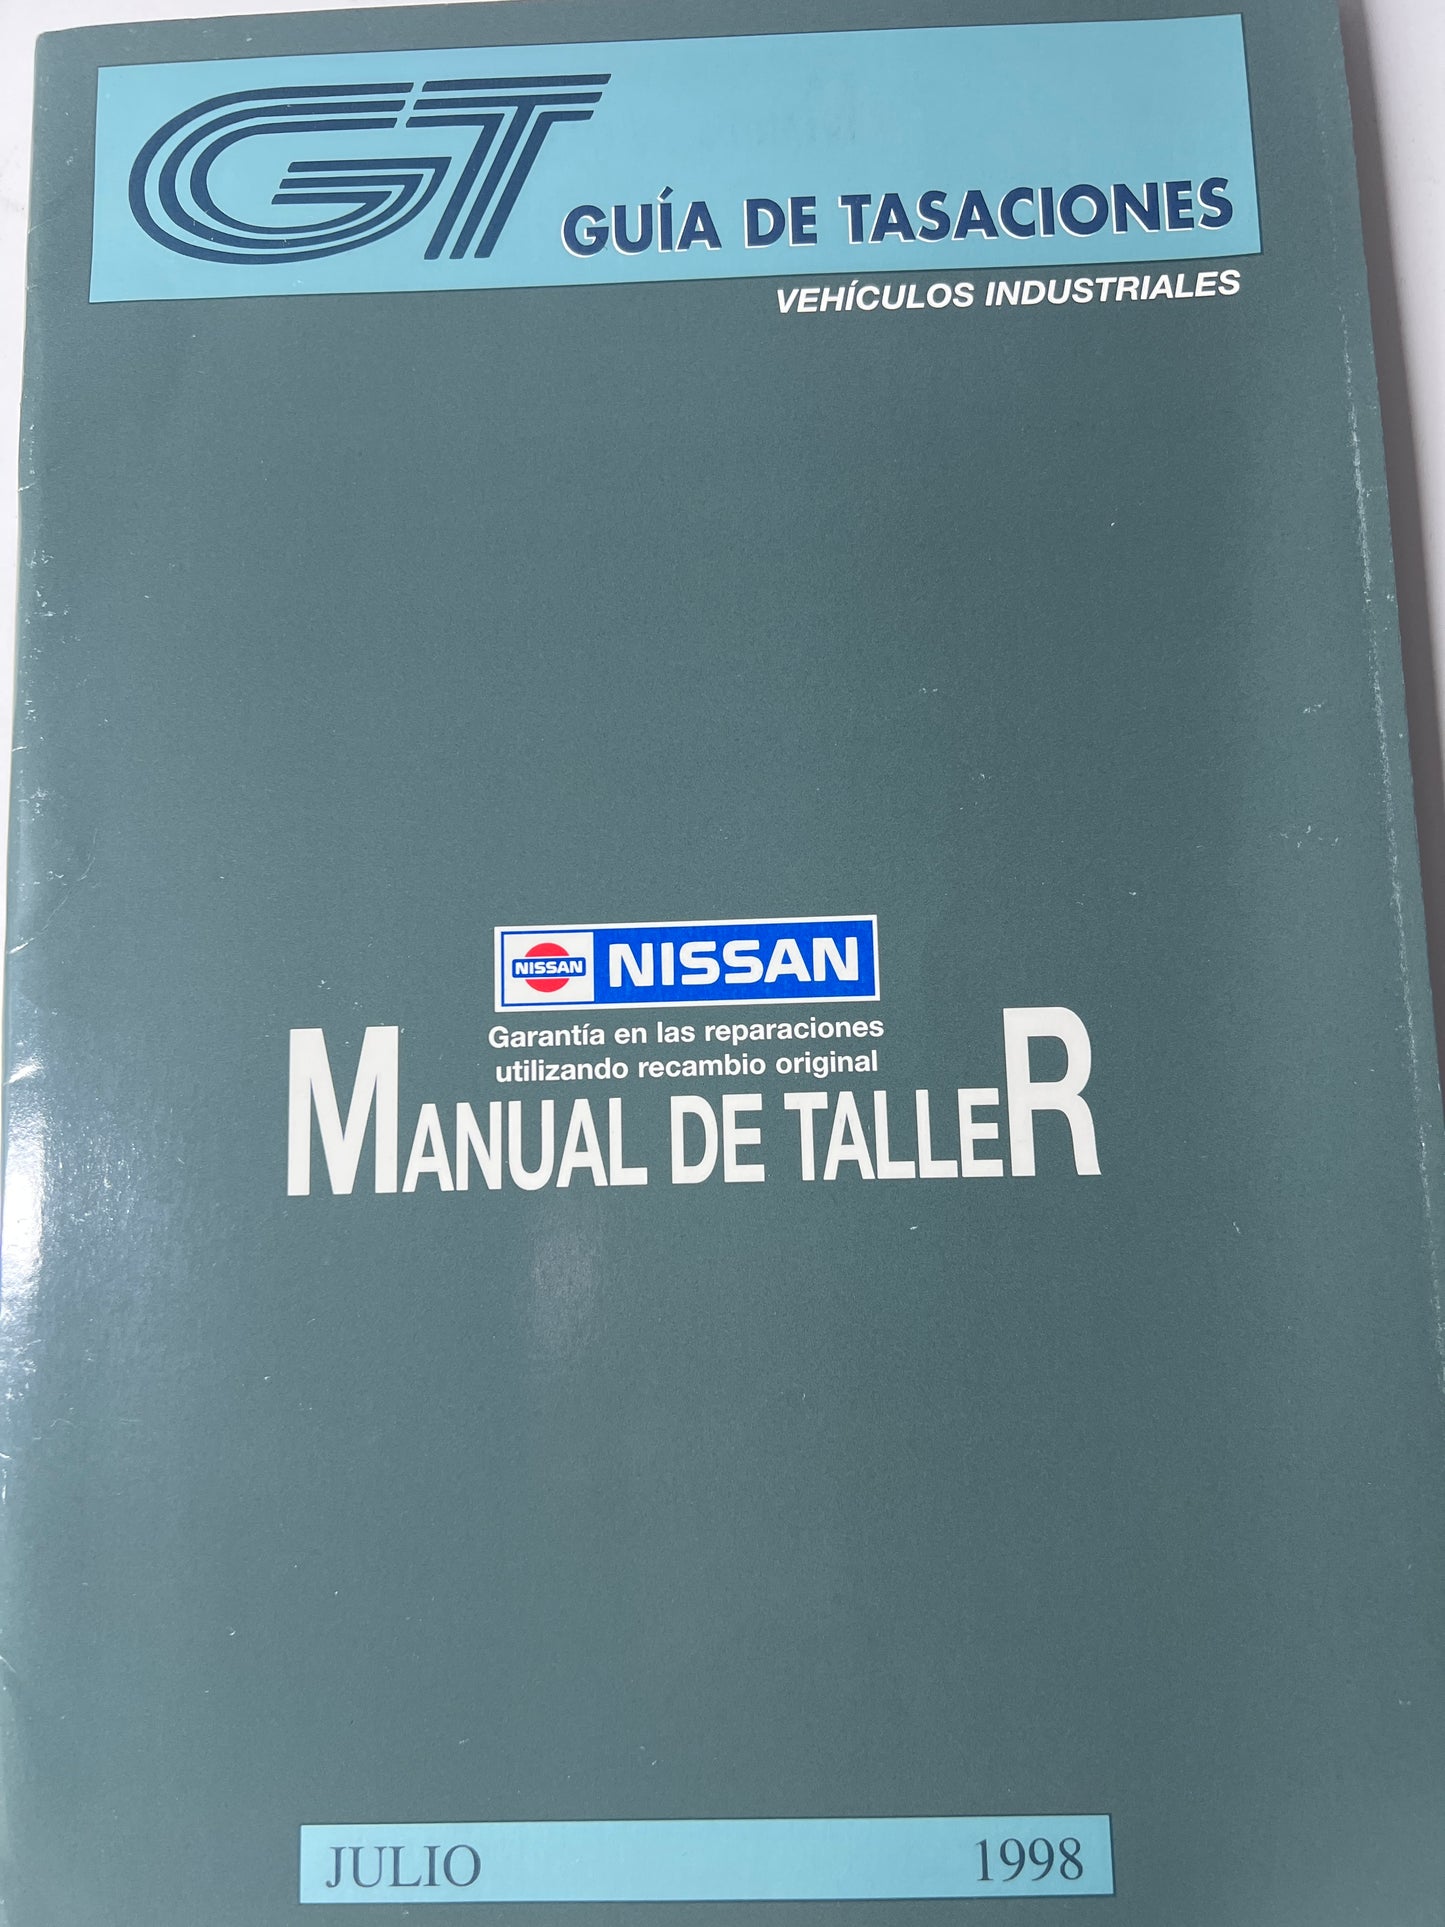 GT
GUÍA DE TASACIONES
VEHÍCULOS INDUSTRIALES
NISSAN NISSAN
Garantía en las reparaciones
utilizando recambio original
MANUAL DE TALLER
JULIO 1998